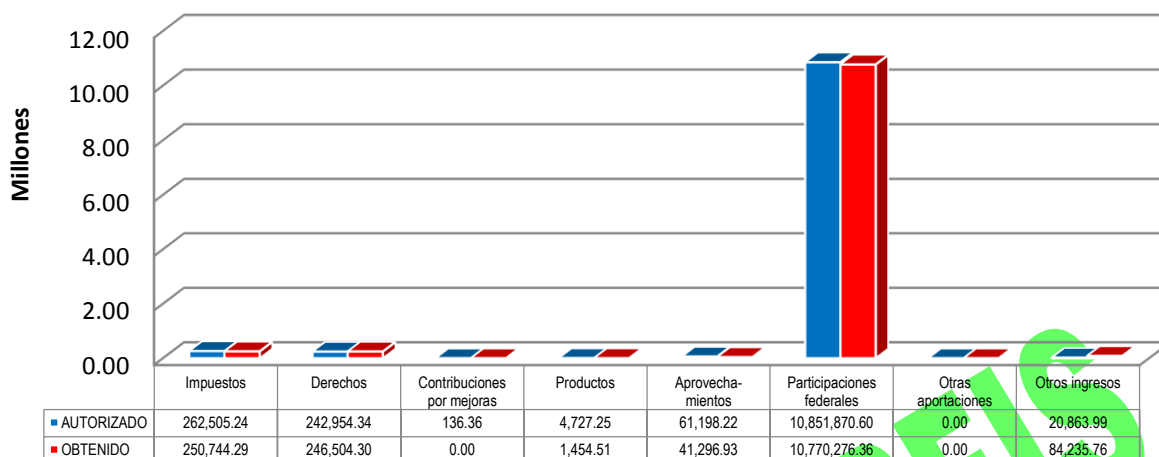 Millones
12.00
10.00
8.00
6.00
4.00
2.00
0.00
Impuestos Derechos Contribuciones por mejoras Productos Aprovecha-mientos Participaciones federales Otras aportaciones Otros ingresos
AUTORIZADO 262,505.24 242,954.34 136.36 4,727.25 61,198.22 10,851,870.60 0.00 20,863.99
OBTENIDO 250,744.29 246,504.30 0.00 1,454.51 41,296.93 10,770,276.36 0.00 84,235.76